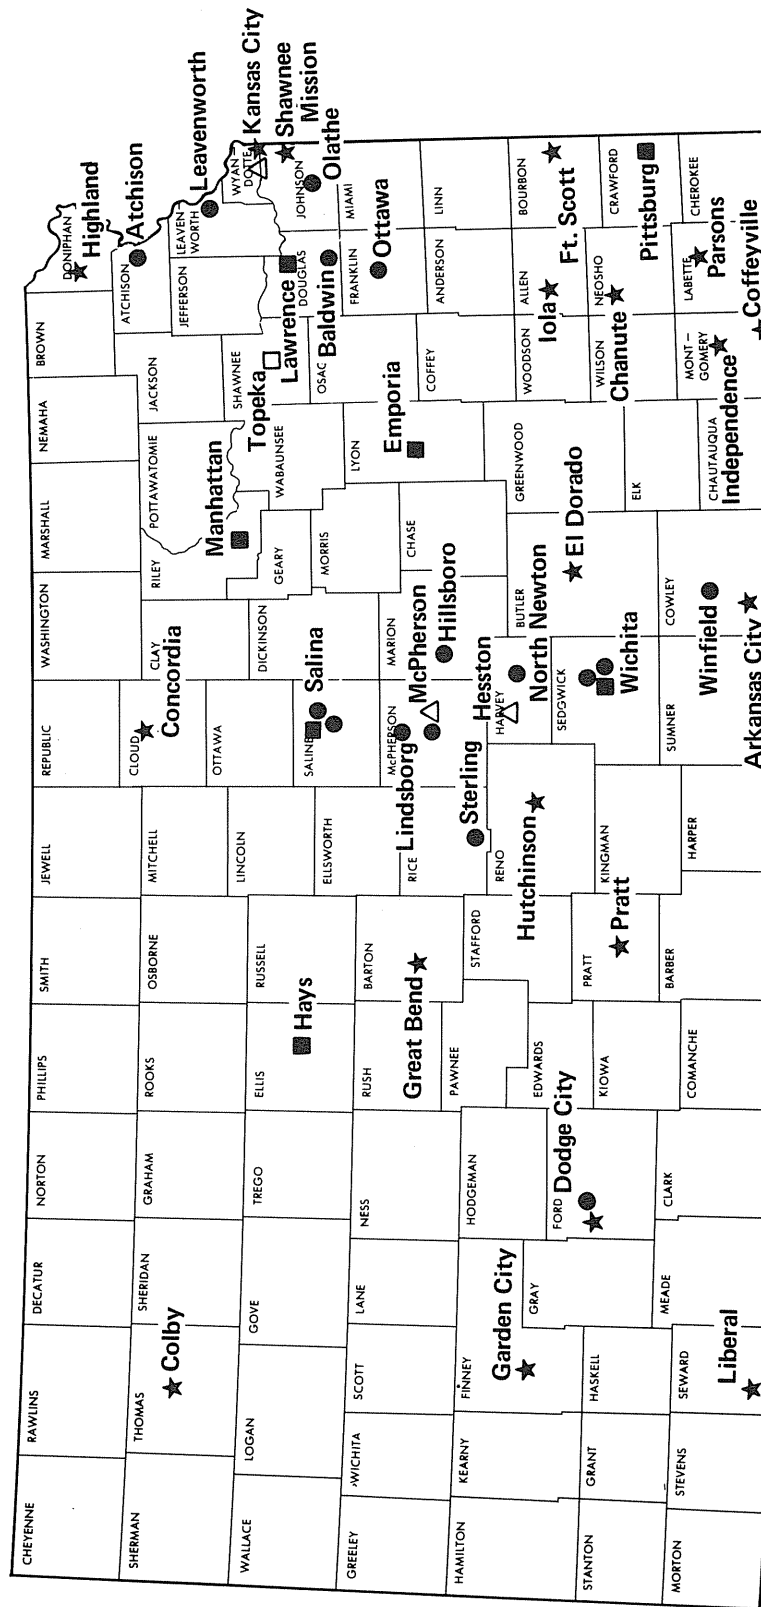 CHEYENNE
RAWLINS
DECATUR
NORTON
PHILLIPS
SMITH
JEWELL
REPUBLIC
WASHINGTON
MARSHALL
NEMAHA
BROWN
DONIPHAN
Highland
SHERMAN
THOMAS
Colby
SHERIDAN
GRAHAM
ROOKS
OSBORNE
MITCHELL
CLOUD
Concordia
CLAY
RILEY
POTTAWATOMIE
Manhattan
JACKSON
ATCHISON
Atchison
JEFFERSON
LEAVEN
WORTH
Leavenworth
WYAN–
DOTTE
Kansas City
WALLACE
LOGAN
GOVE
TREGO
ELLIS
Hays
RUSSELL
LINCOLN
OTTAWA
SALINE
Salina
DICKINSON
GEARY
WABAUNSEE
SHAWNEE
Topeka
DOUGLAS
Lawrence
Baldwin
JOHNSON
Shawnee
Mission
Olathe
GREELEY
WICHITA
SCOTT
LANE
NESS
RUSH
BARTON
Great Bend
ELLSWORTH
RICE
Sterling
McPHERSON
Lindsborg
McPherson
MARION
Hillsboro
MORRIS
CHASE
LYON
Emporia
OSAC
FRANKLIN
Ottawa
MIAMI
HAMILTON
KEARNY
FINNEY
Garden City
HODGEMAN
PAWNEE
STAFFORD
RENO
Hutchinson
HARVEY
Hesston
North Newton
BUTLER
El Dorado
GREENWOOD
COFFEY
ANDERSON
LINN
STANTON
GRANT
HASKELL
GRAY
FORD
Dodge City
EDWARDS
KIOWA
PRATT
Pratt
KINGMAN
SEDGWICK
Wichita
WOODSON
ALLEN
Iola
BOURBON
Ft. Scott
MORTON
STEVENS
SEWARD
Liberal
MEADE
CLARK
COMANCHE
BARBER
HARPER
SUMNER
COWLEY
Winfield
Arkansas City
ELK
CHAUTAUQUA
WILSON
NEOSHO
Chanute
CRAWFORD
Pittsburg
MONT–
GOMERY
Independence
LABETTE
Parsons
Coffeyville
CHEROKEE